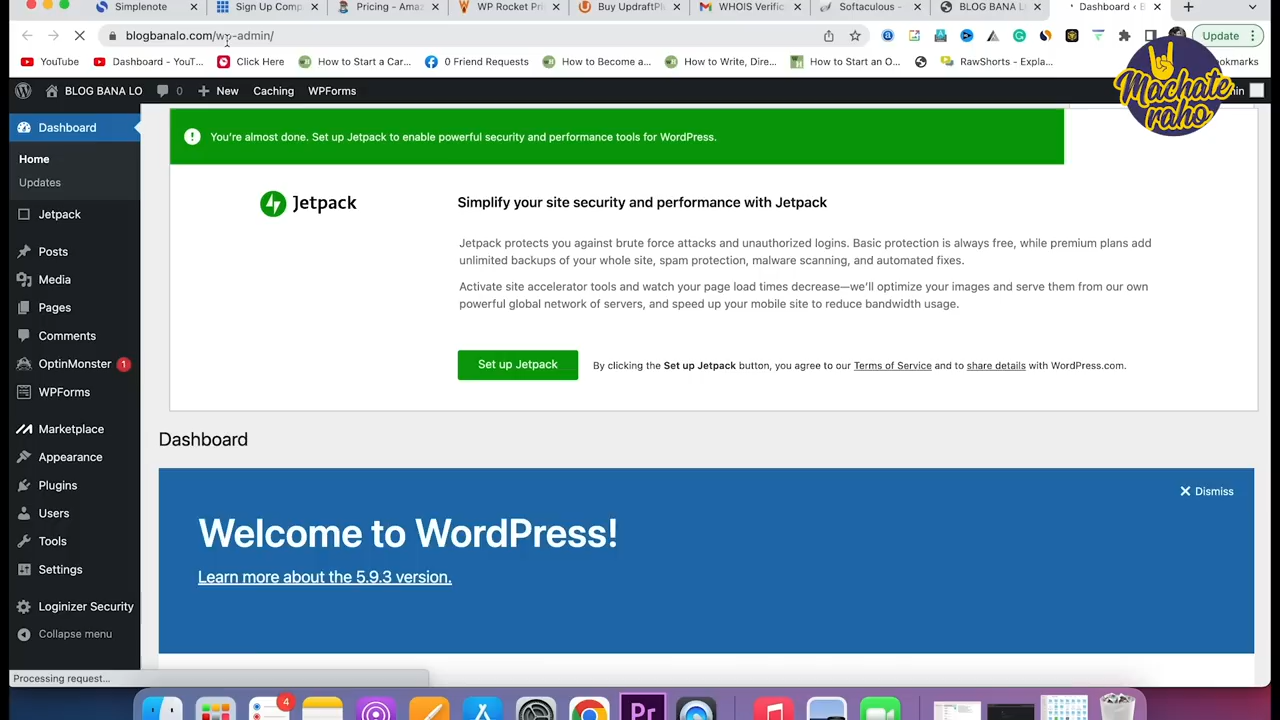 Simplenote
Sign Up Comp
Pricing - Amaz
WP Rocket Pri
Buy UpdraftPl
WHOIS Verific
Softaculous -
BLOG BANA L
Dashboard ‹ B
blogbanalo.com/wp-admin/
Update
YouTube
Dashboard - YouT...
Click Here
How to Start a Car...
0 Friend Requests
How to Become a...
How to Write, Dire...
How to Start an O...
RawShorts - Expla...
BLOG BANA LO
0
New
Caching
WPForms
Machate
raho
Dashboard
Home
Updates
Jetpack
Posts
Media
Pages
Comments
OptinMonster 1
WPForms
Marketplace
Appearance
Plugins
Users
Tools
Settings
Loginizer Security
Collapse menu
You're almost done. Set up Jetpack to enable powerful security and performance tools for WordPress.
Jetpack
Simplify your site security and performance with Jetpack
Jetpack protects you against brute force attacks and unauthorized logins. Basic protection is always free, while premium plans add
unlimited backups of your whole site, spam protection, malware scanning, and automated fixes.
Activate site accelerator tools and watch your page load times decrease—we'll optimize your images and serve them from our own
powerful global network of servers, and speed up your mobile site to reduce bandwidth usage.
Set up Jetpack
By clicking the Set up Jetpack button, you agree to our Terms of Service and to share details with WordPress.com.
Dashboard
Dismiss
Welcome to WordPress!
Learn more about the 5.9.3 version.
Processing request...
4
Pr